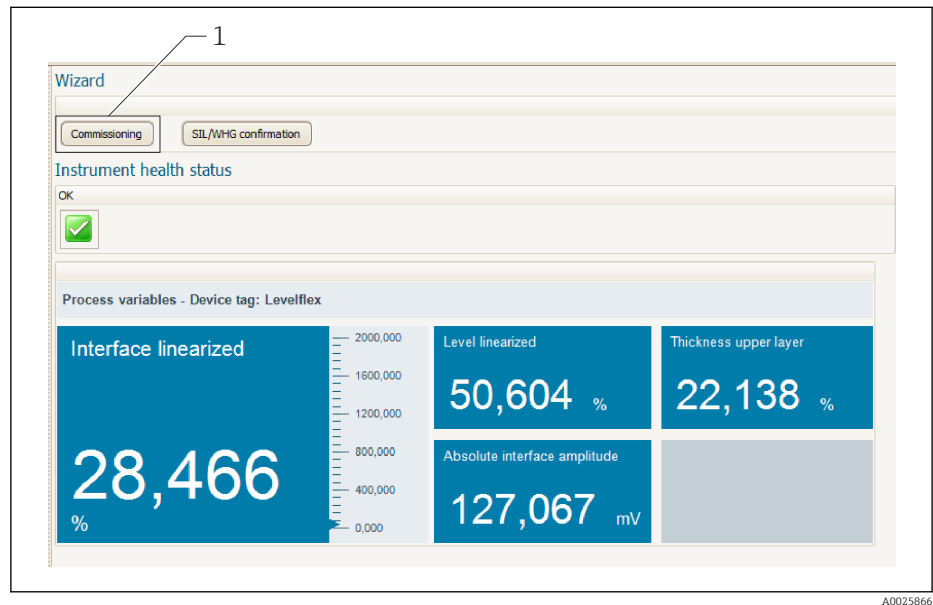 1
Wizard
Commissioning
SIL/WHG confirmation
Instrument health status
OK
Process variables - Device tag: Levelflex
Interface linearized
28,466
%
2000,000
1600,000
1200,000
800,000
400,000
0,000
Level linearized
50,604 %
Thickness upper layer
22,138 %
Absolute interface amplitude
127,067 mV
A0025866